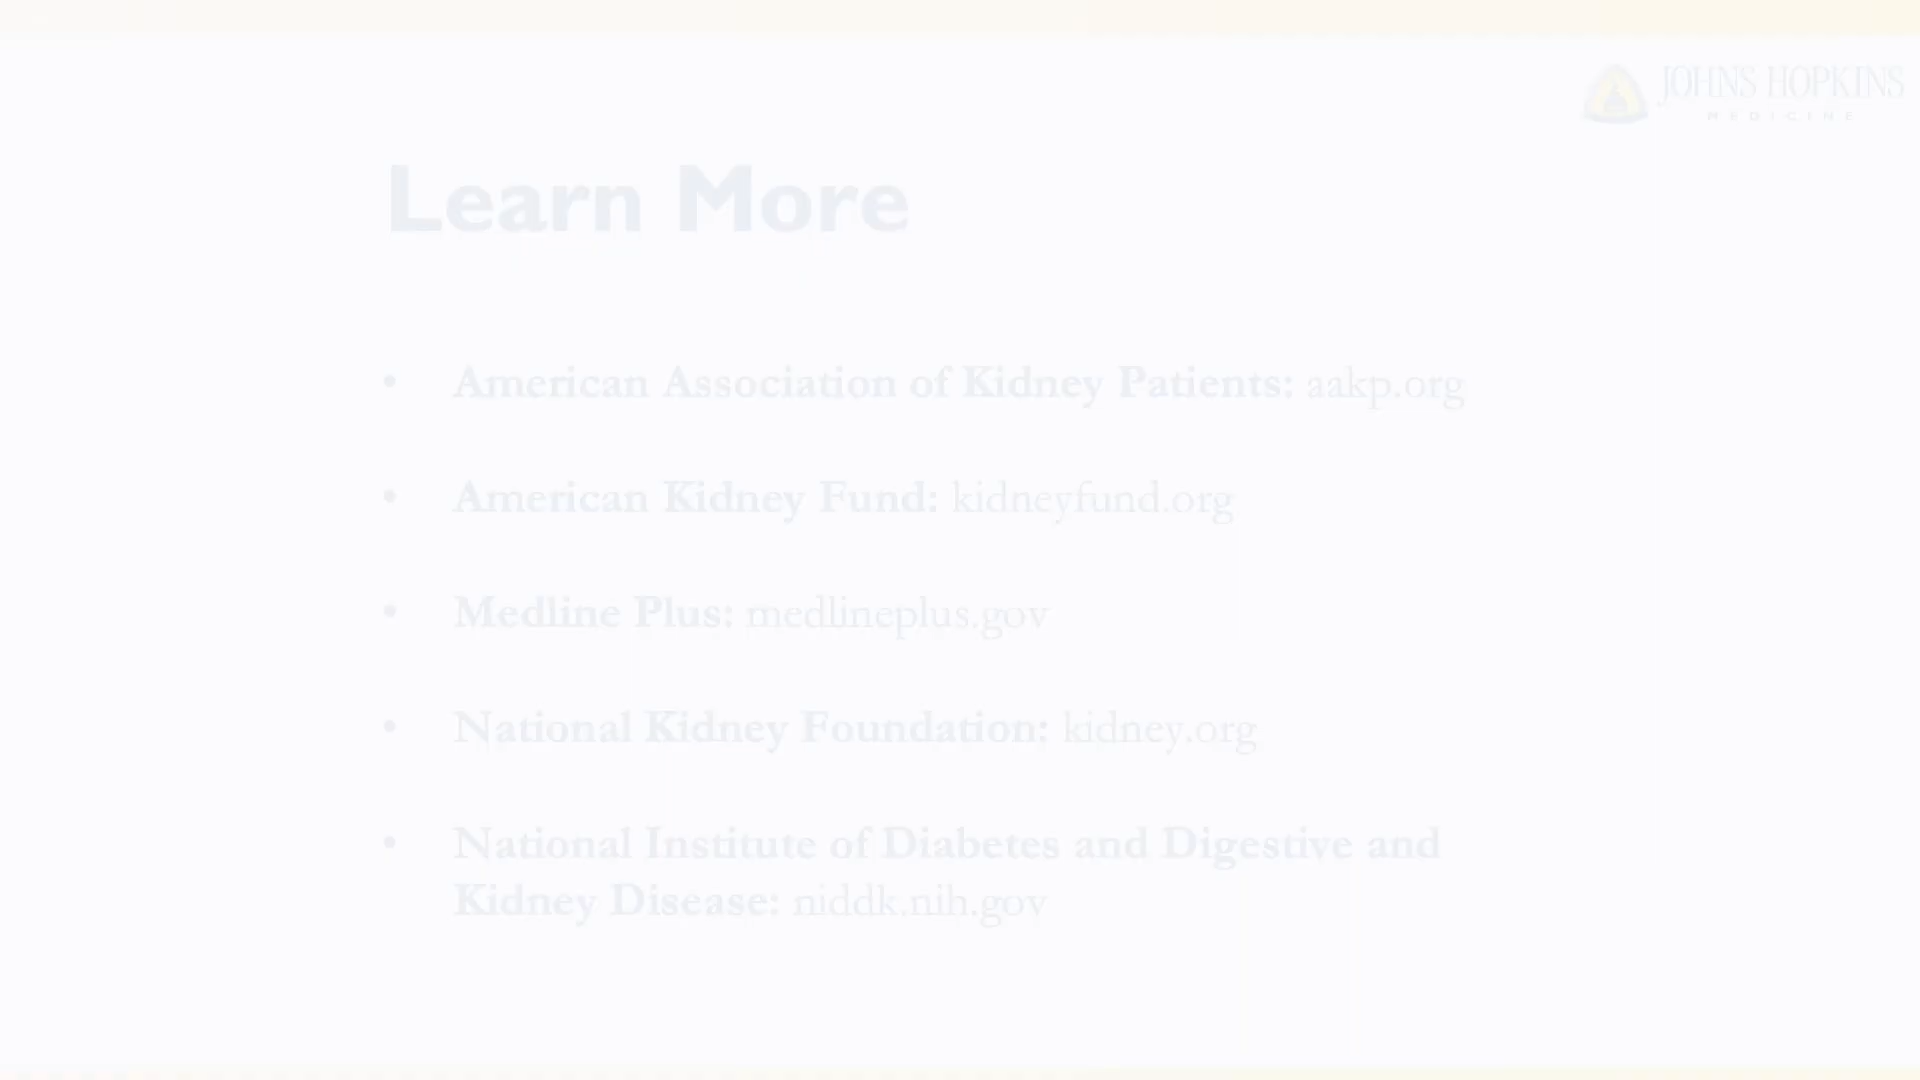 JOHNS HOPKINS
MEDICINE
Learn More
• American Association of Kidney Patients: aakp.org
• American Kidney Fund: kidneyfund.org
• Medline Plus: medlineplus.gov
• National Kidney Foundation: kidney.org
• National Institute of Diabetes and Digestive and
Kidney Disease: niddk.nih.gov